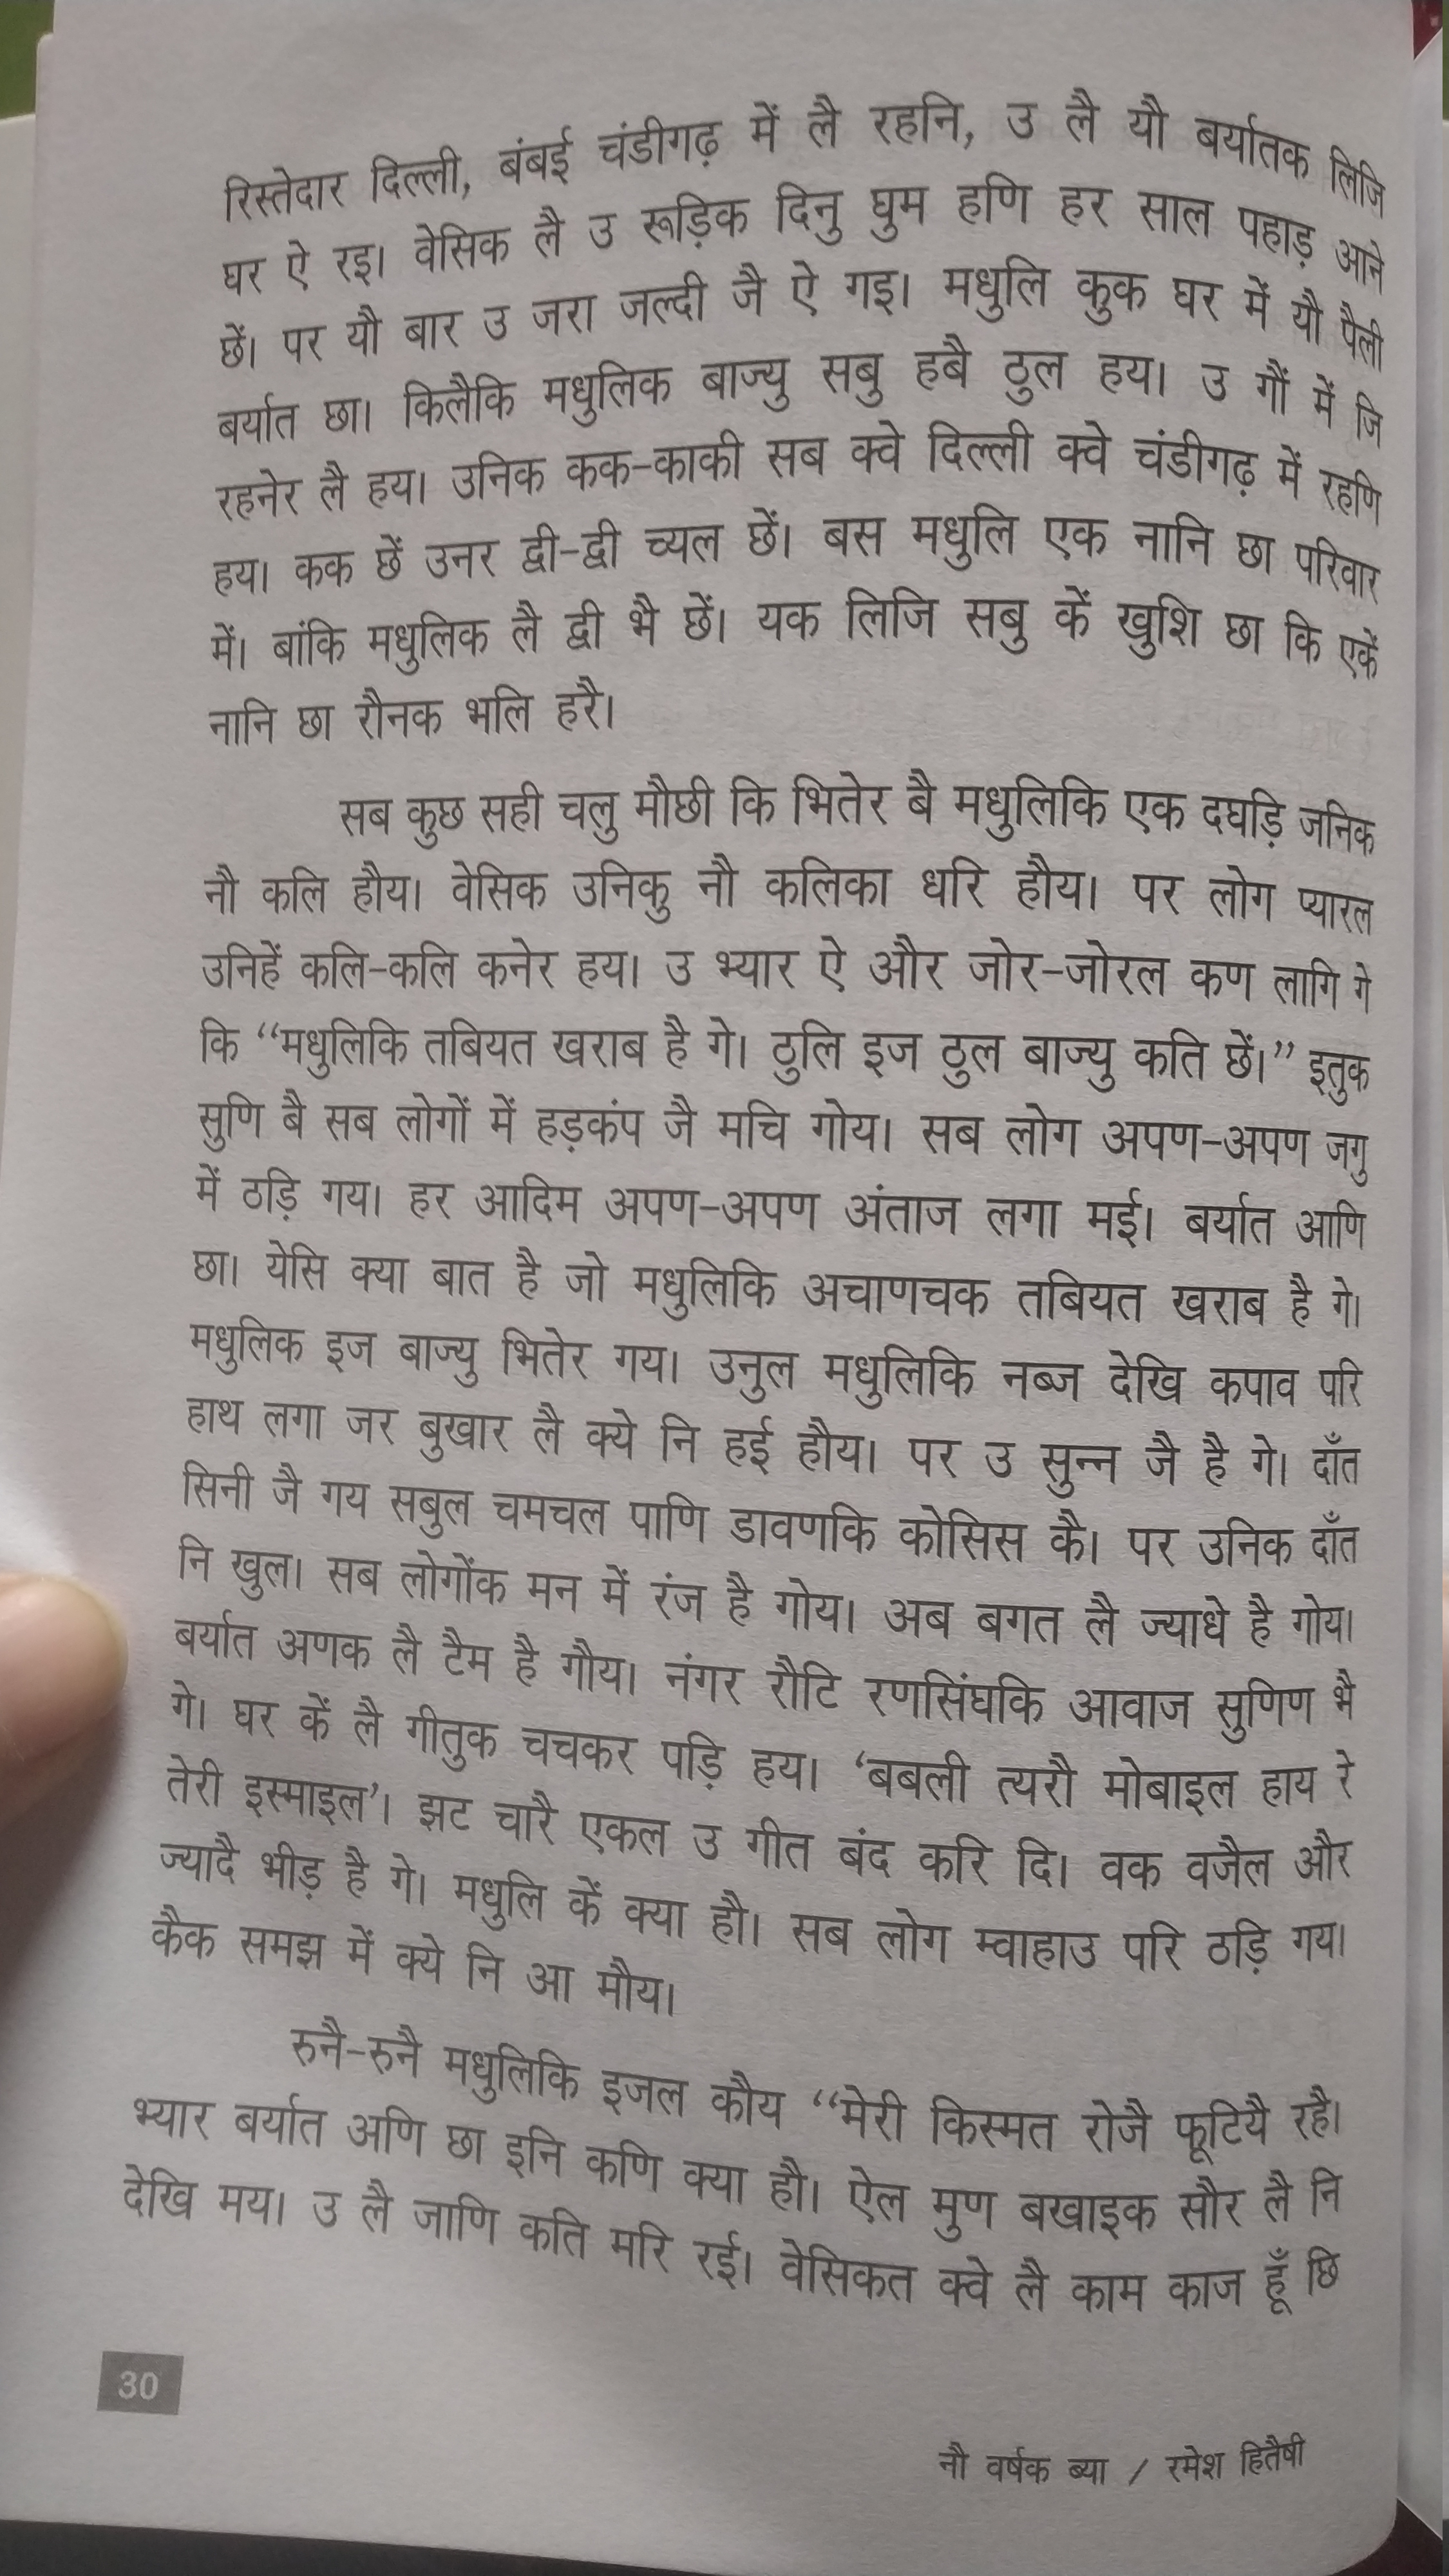 रिस्तेदार दिल्ली, बंबई चंडीगढ़ में लै रहनि, उ लै यौ बर्यातक लिजि
घर ऐ रइ। वेसिक लै उ रूड़िक दिनु घुम हणि हर साल पहाड़ आने
छें। पर यौ बार उ जरा जल्दी जै ऐ गइ। मधुलि कुक घर में यौ पैली
बर्यात छा। किलैकि मधुलिक बाज्यु सबु हबै ठुल हय। उ गौं में जि
रहनेर लै हय। उनिक कक-काकी सब क्वे दिल्ली क्वे चंडीगढ़ में रहणि
हय। कक छें उनर द्वी-द्वी च्यल छें। बस मधुलि एक नानि छा परिवार
में। बांकि मधुलिक लै द्वी भै छें। यक लिजि सबु कें खुशि छा कि एकें
नानि छा रौनक भलि हरै।
सब कुछ सही चलु मौछी कि भितेर बै मधुलिकि एक दघड़ि जनिक
नौ कलि हौय। वेसिक उनिकु नौ कलिका धरि हौय। पर लोग प्यारल
उनिहें कलि-कलि कनेर हय। उ भ्यार ऐ और जोर-जोरल कण लागि गे
कि “मधुलिकि तबियत खराब है गे। ठुलि इज ठुल बाज्यु कति छें।” इतुक
सुणि बै सब लोगों में हड़कंप जै मचि गोय। सब लोग अपण-अपण जगु
में ठड़ि गय। हर आदिम अपण-अपण अंताज लगा मई। बर्यात आणि
छा। येसि क्या बात है जो मधुलिकि अचाणचक तबियत खराब है गे।
मधुलिक इज बाज्यु भितेर गय। उनुल मधुलिकि नब्ज देखि कपाव परि
हाथ लगा जर बुखार लै क्ये नि हई हौय। पर उ सुन्न जै है गे। दाँत
सिनी जै गय सबुल चमचल पाणि डावणकि कोसिस कै। पर उनिक दाँत
नि खुल। सब लोगोंक मन में रंज है गोय। अब बगत लै ज्याधे है गोय।
बर्यात अणक लै टैम है गौय। नंगर रौटि रणसिंघकि आवाज सुणिण भै
गे। घर कें लै गीतुक चचकर पड़ि हय। ‘बबली त्यरौ मोबाइल हाय रे
तेरी इस्माइल’। झट चारै एकल उ गीत बंद करि दि। वक वजैल और
ज्यादै भीड़ है गे। मधुलि कें क्या हौ। सब लोग म्वाहाउ परि ठड़ि गय।
कैक समझ में क्ये नि आ मौय।
रुनै-रुनै मधुलिकि इजल कौय “मेरी किस्मत रोजै फूटियै रहै।
भ्यार बर्यात अणि छा इनि कणि क्या हौ। ऐल मुण बखाइक सौर लै नि
देखि मय। उ लै जाणि कति मरि रई। वेसिकत क्वे लै काम काज हूँ छि
30
नौ वर्षक ब्या / रमेश हितैषी